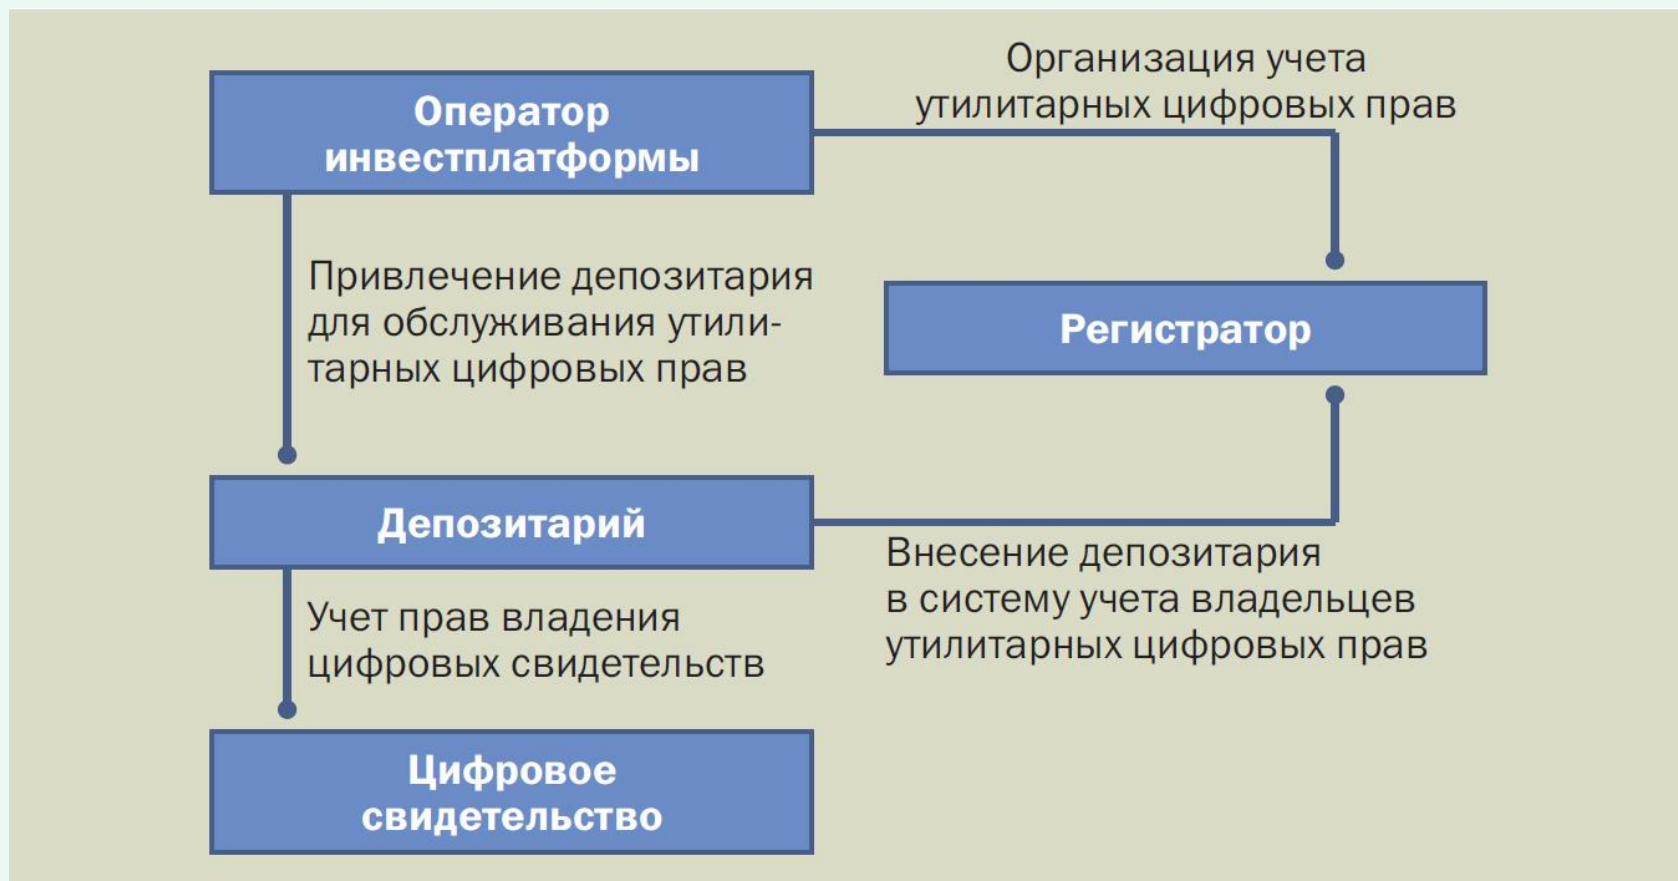 Организация учета
утилитарных цифровых прав
Оператор
инвестплатформы
Привлечение депозитария
для обслуживания утили-
тарных цифровых прав
Регистратор
Депозитарий
Внесение депозитария
в систему учета владельцев
утилитарных цифровых прав
Учет прав владения
цифровых свидетельств
Цифровое
свидетельство